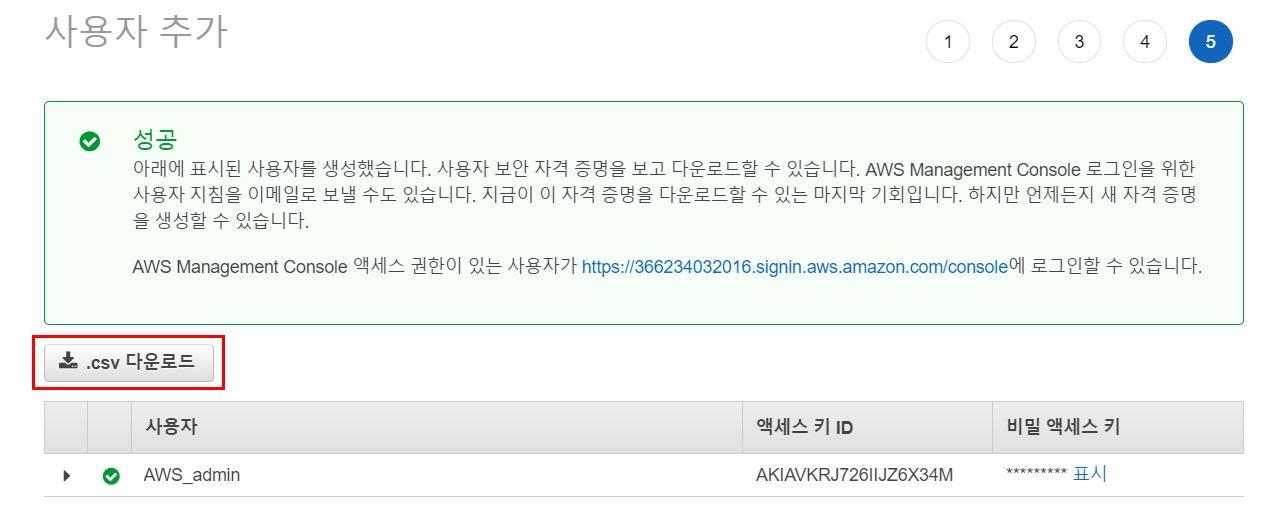 사용자 추가
1 2 3 4 5
성공
아래에 표시된 사용자를 생성했습니다. 사용자 보안 자격 증명을 보고 다운로드할 수 있습니다. AWS Management Console 로그인을 위한
사용자 지침을 이메일로 보낼 수도 있습니다. 지금이 이 자격 증명을 다운로드할 수 있는 마지막 기회입니다. 하지만 언제든지 새 자격 증명
을 생성할 수 있습니다.
AWS Management Console 액세스 권한이 있는 사용자가 https://366234032016.signin.aws.amazon.com/console에 로그인할 수 있습니다.
.csv 다운로드
사용자 액세스 키 ID 비밀 액세스 키
AWS_admin AKIAVKRJ726IIJZ6X34M ********* 표시